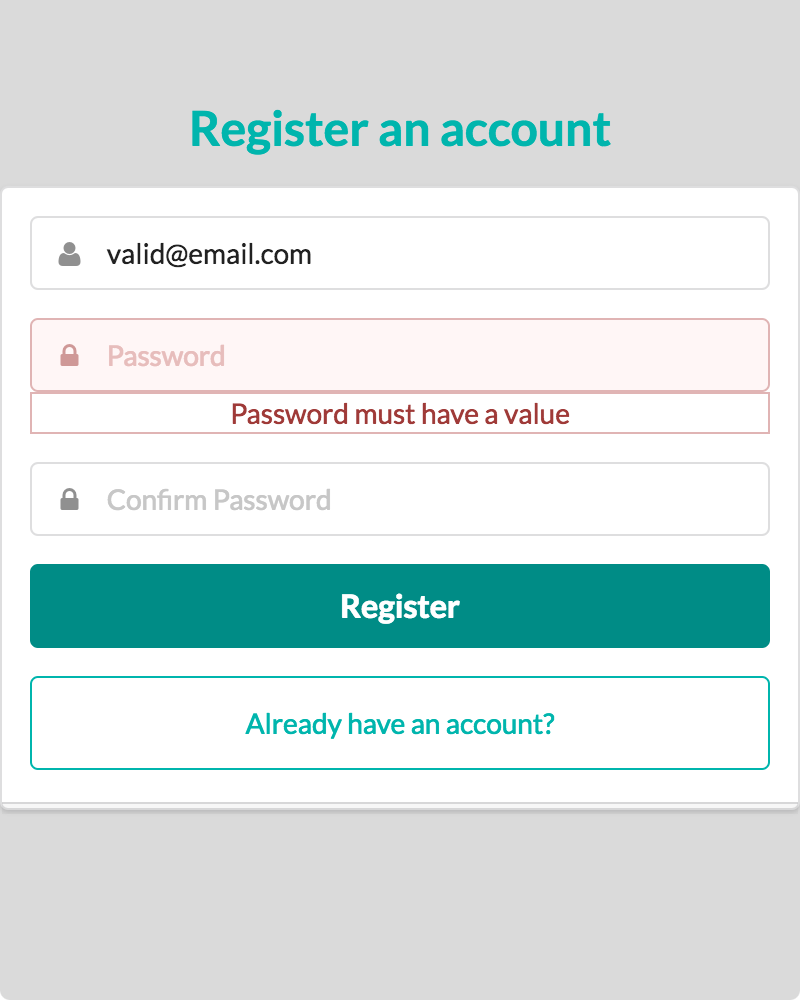 Register an account
valid@email.com
Password
Password must have a value
Confirm Password
Register
Already have an account?